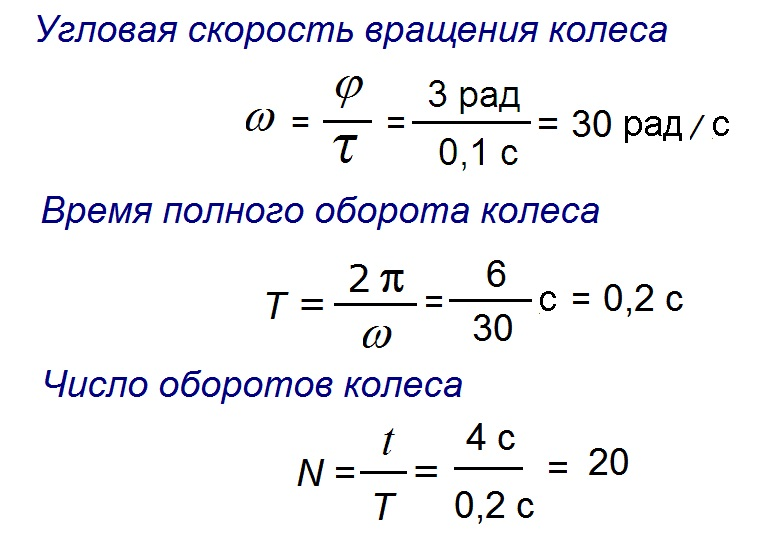 Угловая скорость вращения колеса
ω = φ / τ = 3 рад / 0,1 с = 30 рад / с
Время полного оборота колеса
T = 2 π / ω = 6 / 30 с = 0,2 с
Число оборотов колеса
N = t / T = 4 с / 0,2 с = 20